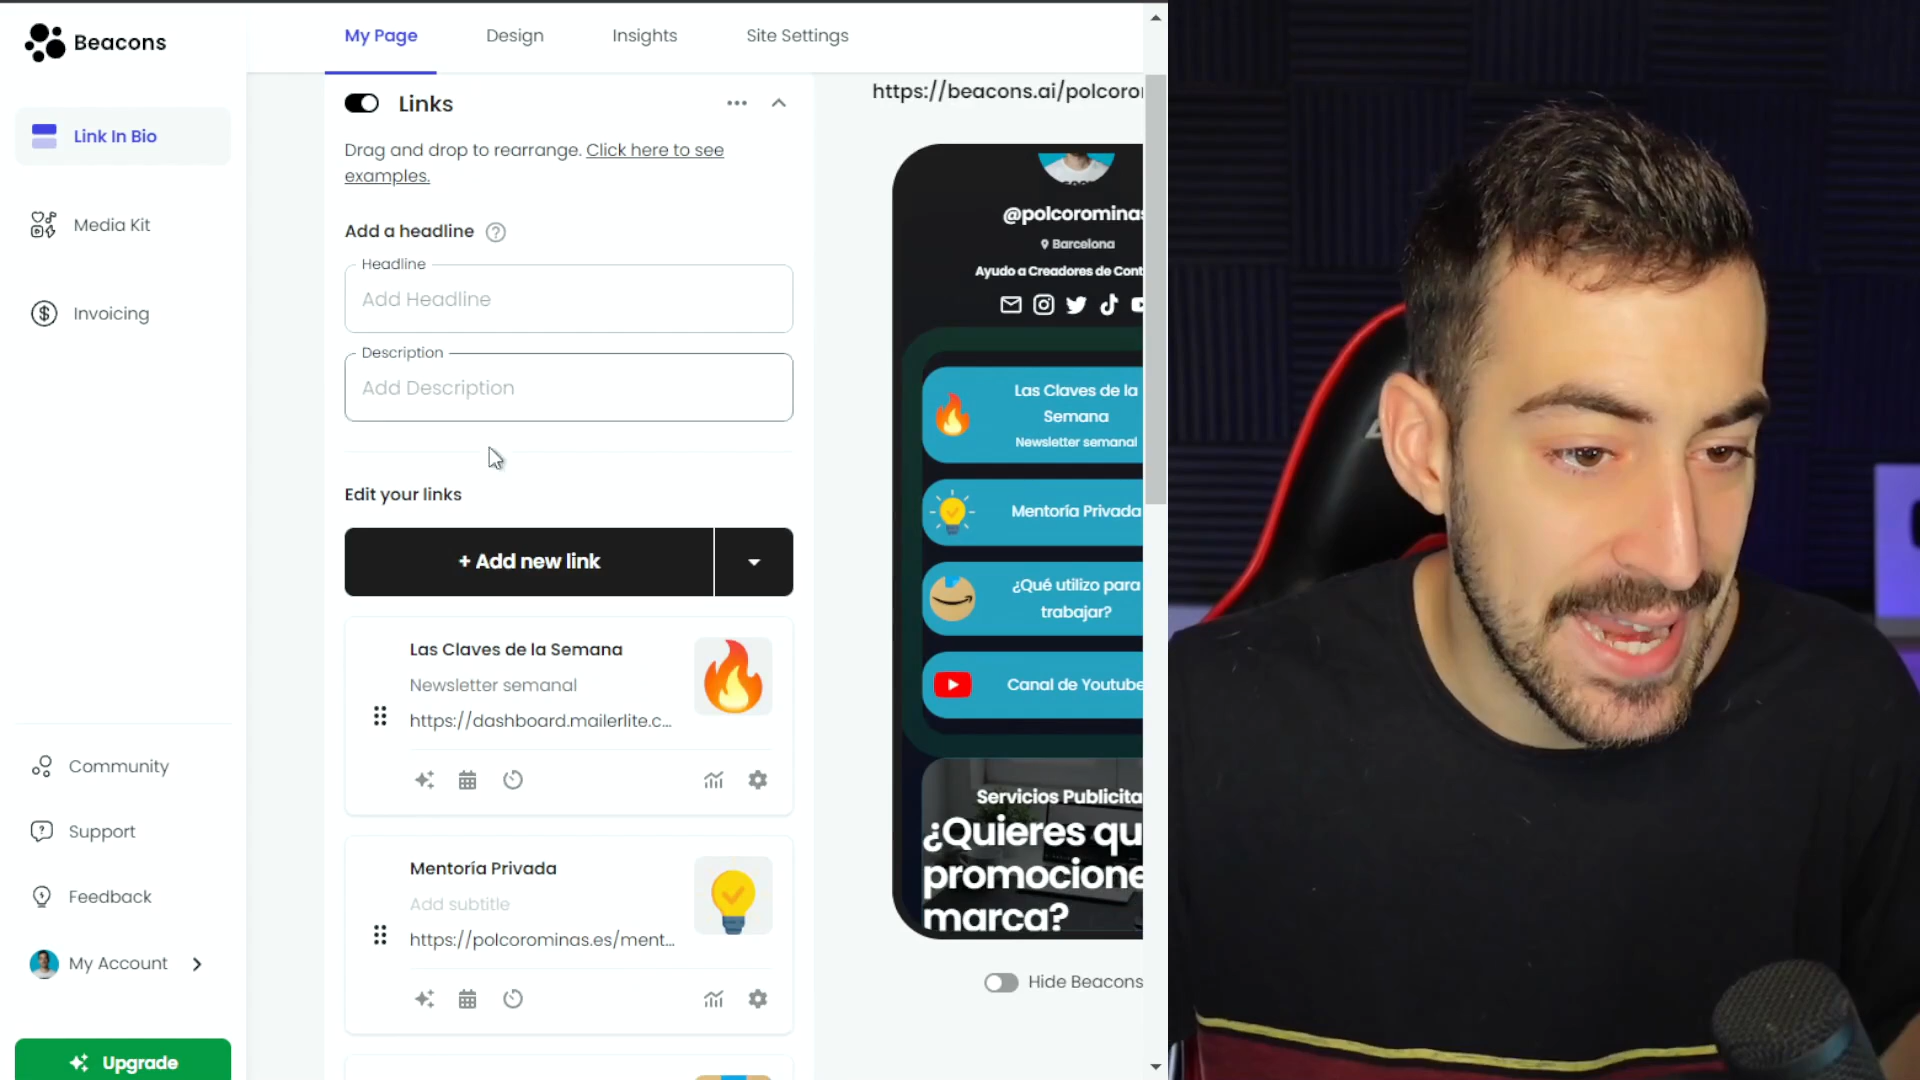 Beacons
My Page
Design
Insights
Site Settings
Link In Bio
Media Kit
Invoicing
Community
Support
Feedback
My Account
Upgrade
Links
Drag and drop to rearrange. Click here to see
examples.
Add a headline
Headline
Add Headline
Description
Add Description
Edit your links
+ Add new link
Las Claves de la Semana
Newsletter semanal
https://dashboard.mailerlite.c...
Mentoría Privada
Add subtitle
https://polcorominas.es/ment...
https://beacons.ai/polcoro
@polcorominas
Barcelona
Ayudo a Creadores de Cont
Las Claves de la
Semana
Newsletter semanal
Mentoría Privada
¿Qué utilizo para
trabajar?
Canal de Youtube
Servicios Publicita
¿Quieres qu
promocione
marca?
Hide Beacons